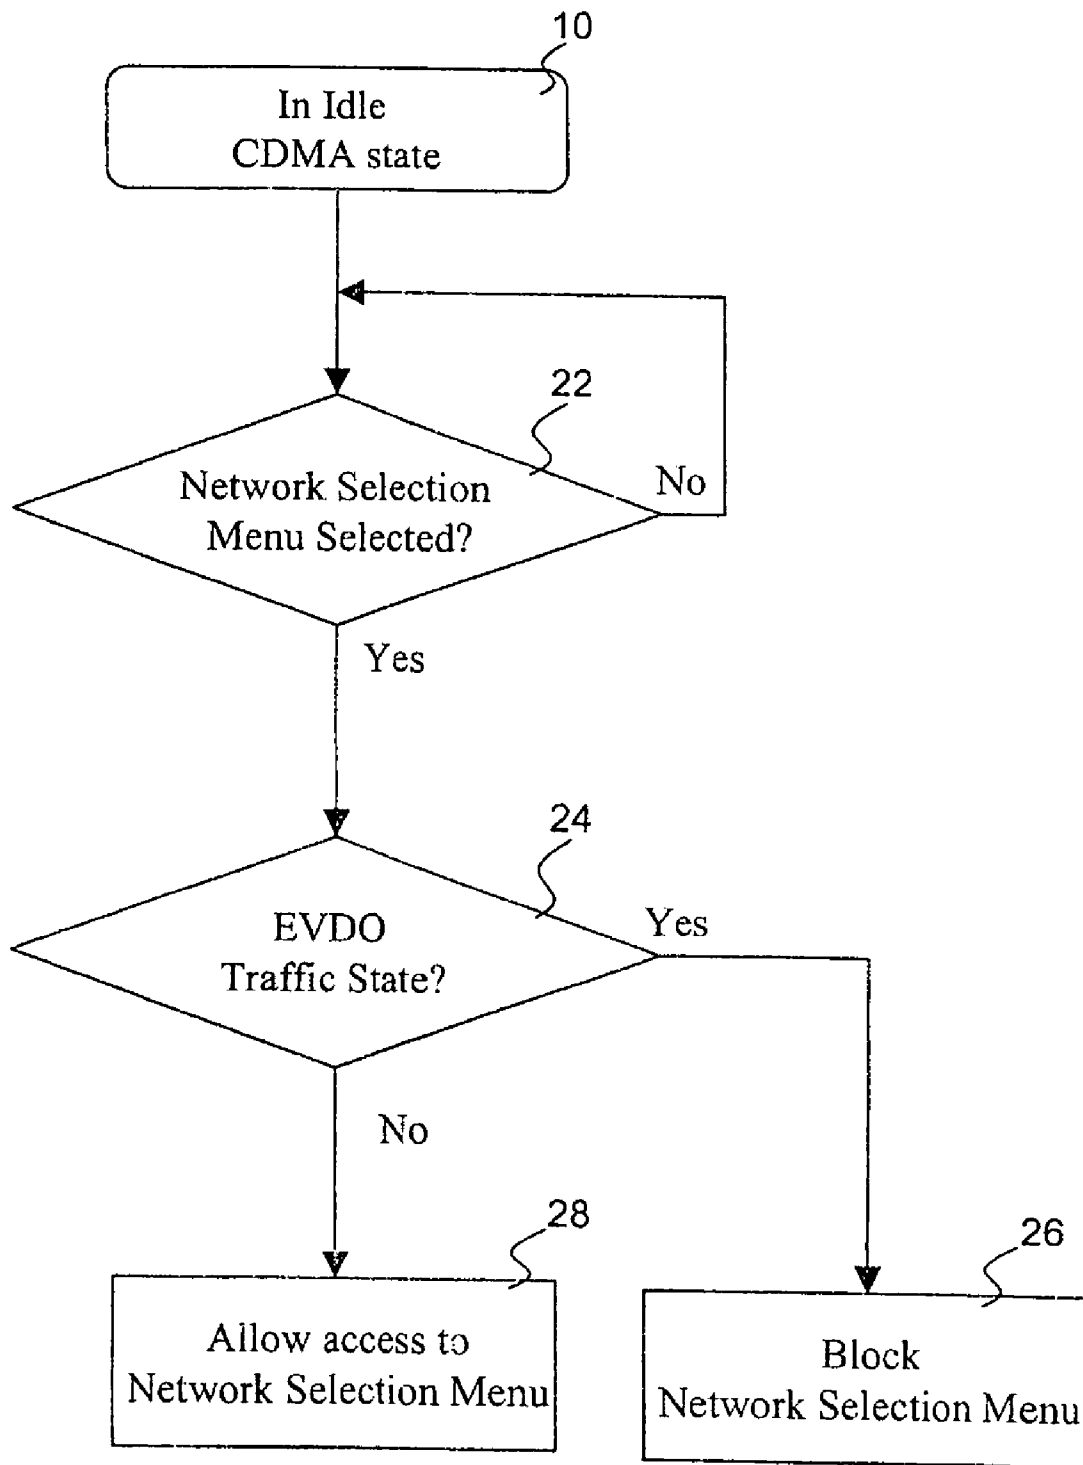 10
In Idle
CDMA state
22
Network Selection
Menu Selected?
No
Yes
24
EVDO
Traffic State?
Yes
No
28
Allow access to
Network Selection Menu
26
Block
Network Selection Menu